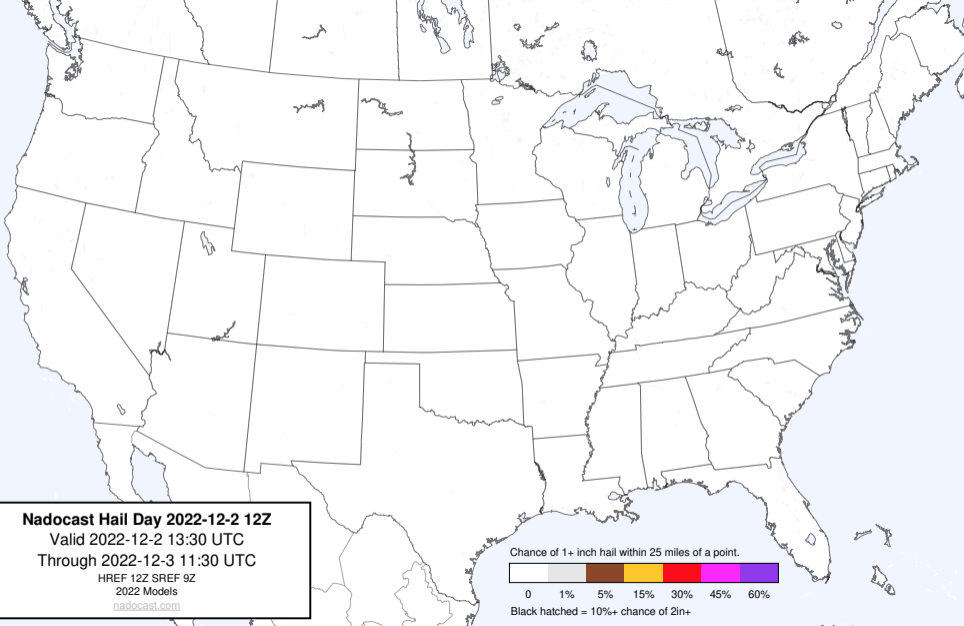 Nadocast Hail Day 2022-12-2 12Z
Valid 2022-12-2 13:30 UTC
Through 2022-12-3 11:30 UTC
HREF 12Z SREF 9Z
2022 Models
nadocast.com
Chance of 1+ inch hail within 25 miles of a point.
0 1% 5% 15% 30% 45% 60%
Black hatched = 10%+ chance of 2in+